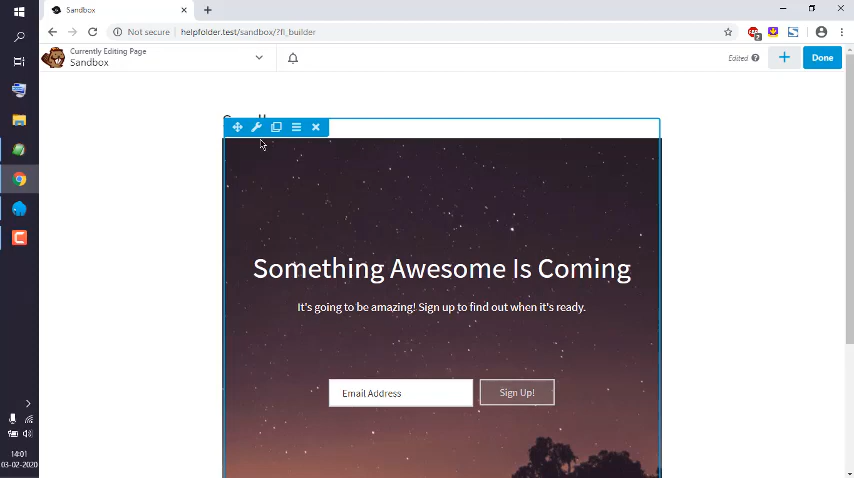 Sandbox
Not secure
helpfolder.test/sandbox/?fl_builder
Currently Editing Page
Sandbox
Edited
Done
Something Awesome Is Coming
It's going to be amazing! Sign up to find out when it's ready.
Email Address
Sign Up!
14:01
03-02-2020